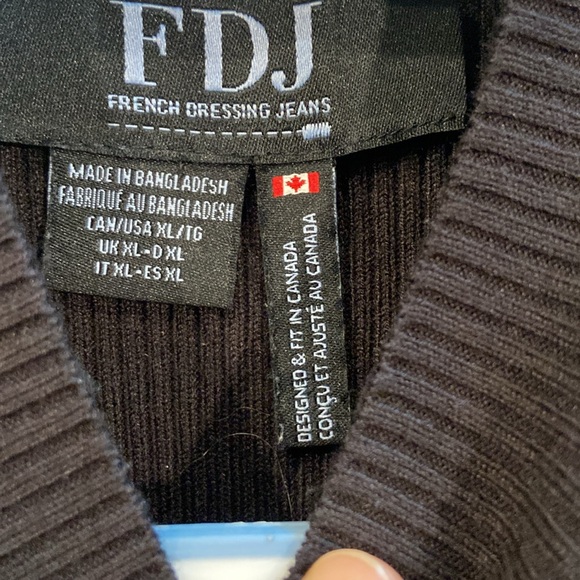 FDJ
FRENCH DRESSING JEANS
MADE IN BANGLADESH
FABRIQUÉ AU BANGLADESH
CAN/USA XL/TG
UK XL-D XL
IT XL-ES XL
DESIGNED & FIT IN CANADA
CONÇU ET AJUSTÉ AU CANADA